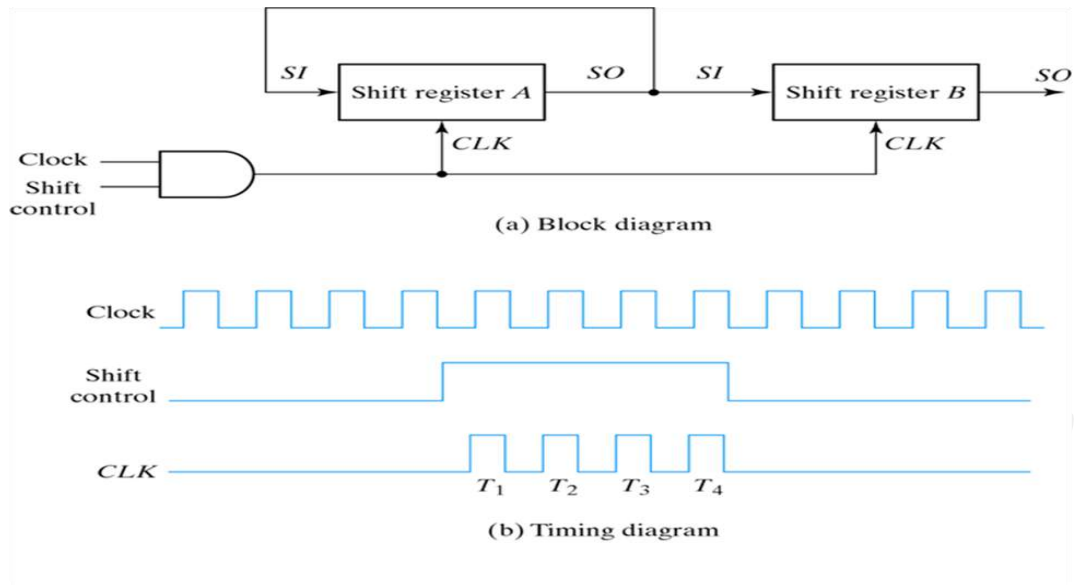 SI
Shift register A
SO
SI
Shift register B
SO
CLK
CLK
Clock
Shift
control
(a) Block diagram
Clock
Shift
control
CLK
T1
T2
T3
T4
(b) Timing diagram